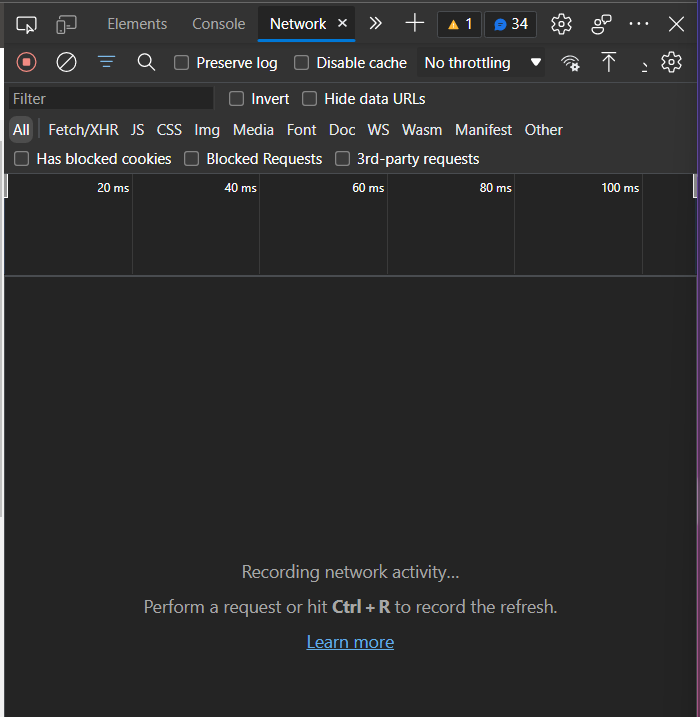 Elements Console Network 1 34
Preserve log Disable cache No throttling
Filter Invert Hide data URLs
All Fetch/XHR JS CSS Img Media Font Doc WS Wasm Manifest Other
Has blocked cookies Blocked Requests 3rd-party requests
20 ms 40 ms 60 ms 80 ms 100 ms
Recording network activity...
Perform a request or hit Ctrl + R to record the refresh.
Learn more